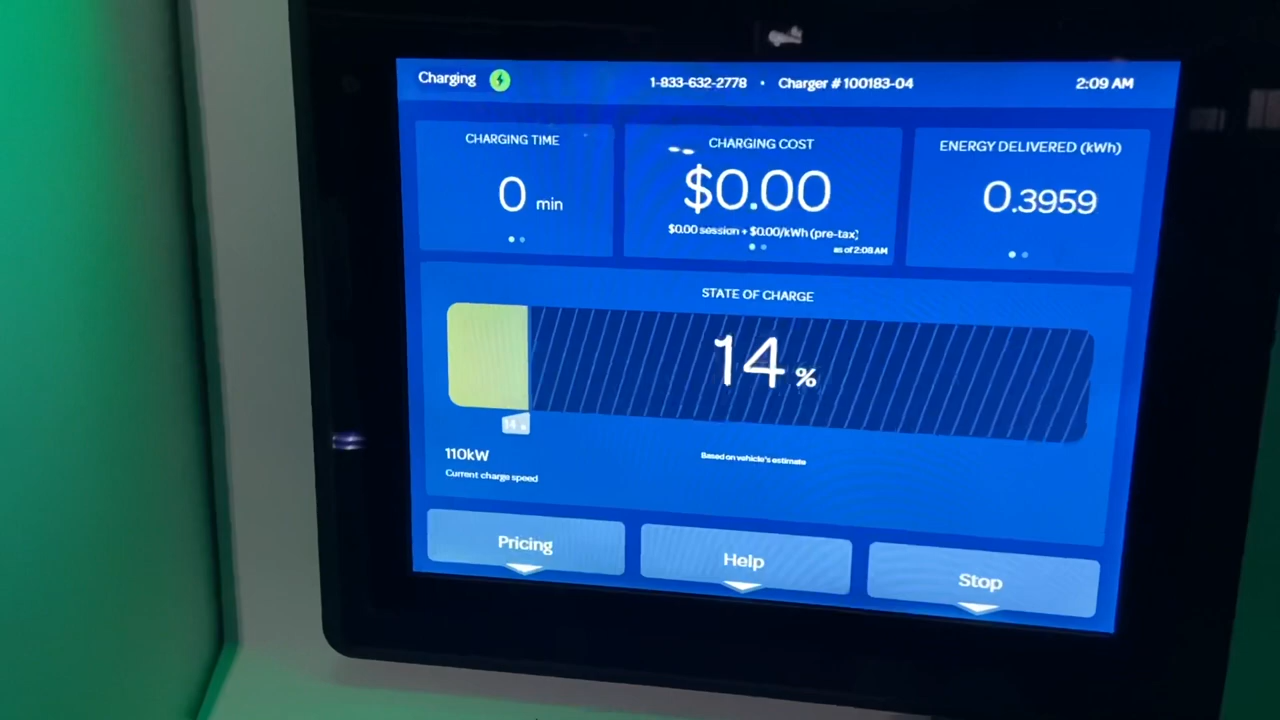 Charging
1-833-632-2778 • Charger # 100183-04
2:09 AM
CHARGING TIME
0 min
CHARGING COST
$0.00
$0.00 session + $0.00/kWh (pre-tax)
as of 2:08 AM
ENERGY DELIVERED (kWh)
0.3959
STATE OF CHARGE
14 %
14 %
110kW
Current charge speed
Based on vehicle's estimate
Pricing
Help
Stop